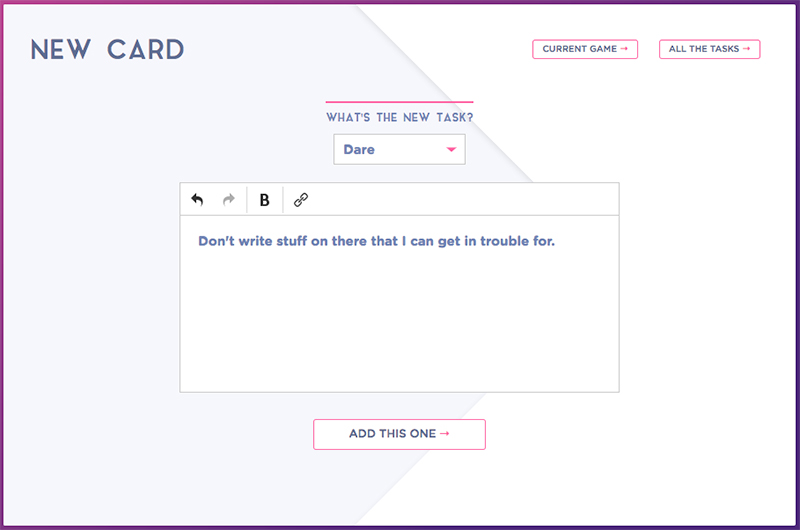 NEW CARD
CURRENT GAME →
ALL THE TASKS →
WHAT'S THE NEW TASK?
Dare
B
Don't write stuff on there that I can get in trouble for.
ADD THIS ONE →